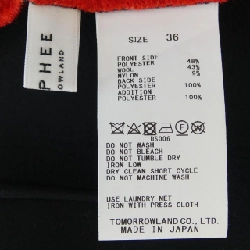 PHEE
OWLAND
SIZE 36
FRONT SIDE
POLYESTER 48%
WOOL 43%
NYLON 9%
BACK SIDE
POLYESTER 100%
ADDITION
POLYESTER 100%
05006
DO NOT WASH
DO NOT BLEACH
DO NOT TUMBLE DRY
IRON LOW
DRY CLEAN SHORT CYCLE
DO NOT MACHINE WASH
USE LAUNDRY NET
IRON WITH PRESS CLOTH
TOMORROWLAND CO., LTD.
MADE IN JAPAN